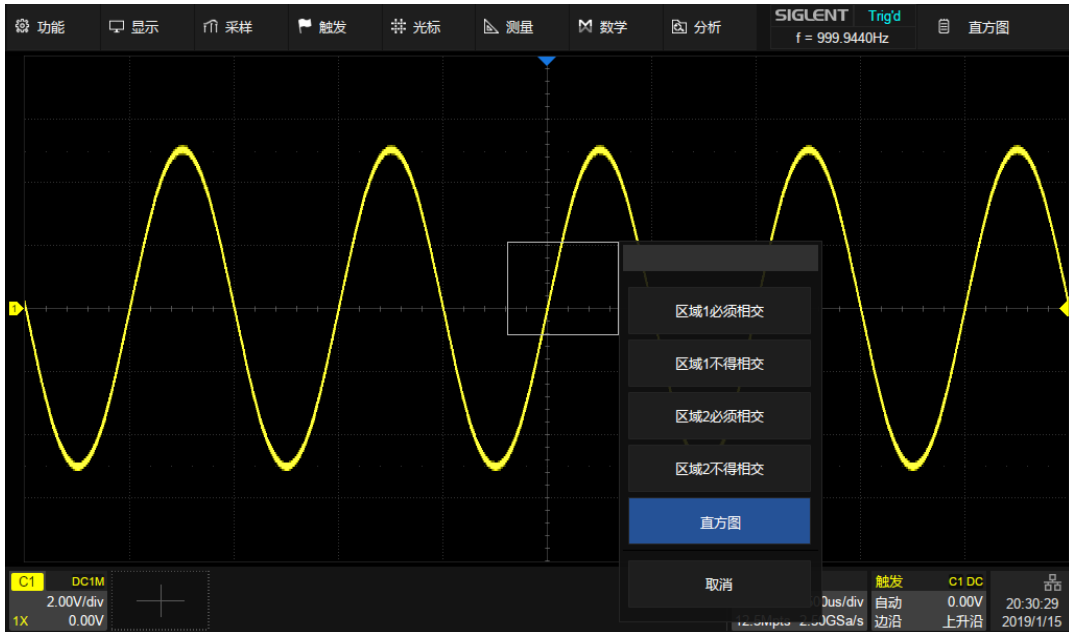 功能 显示 采样 触发 光标 测量 数学 分析 SIGLENT Trig'd 直方图
f = 999.9440Hz
1
区域1必须相交
区域1不得相交
区域2必须相交
区域2不得相交
直方图
取消
C1 DC1M
2.00V/div
1X 0.00V
触发 C1 DC
自动 0.00V
边沿 上升沿
20:30:29
2019/1/15